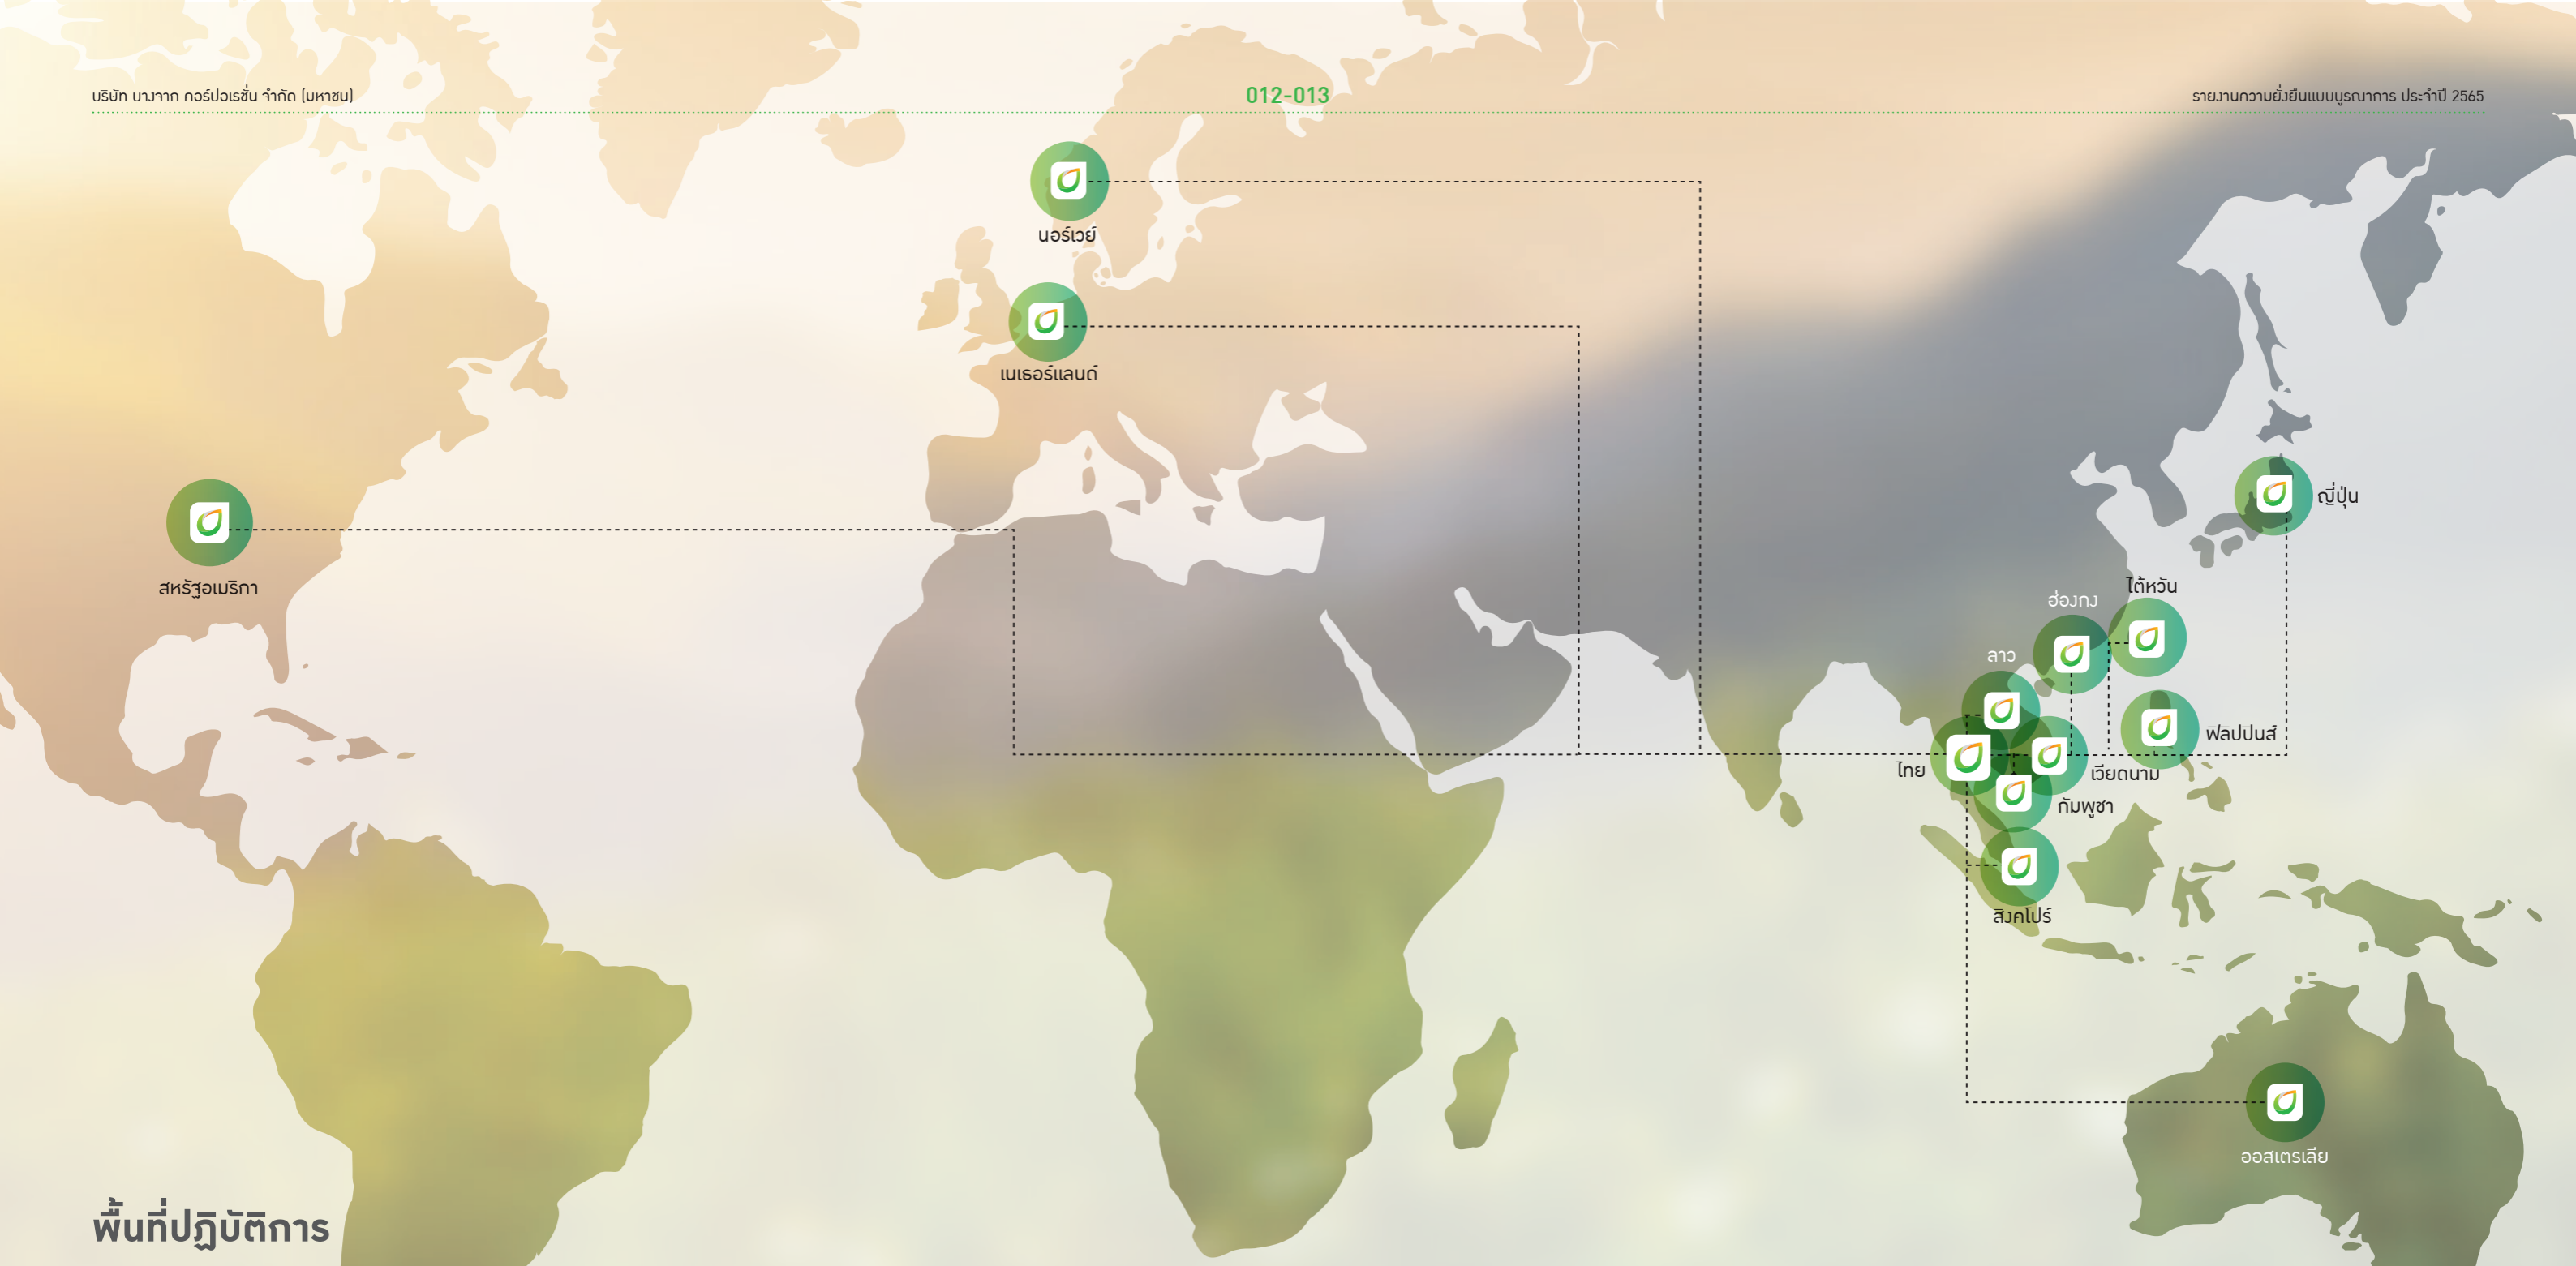 บริษัท บางจาก คอร์ปอเรชั่น จำกัด (มหาชน)
012-013
รายงานความยั่งยืนแบบบูรณาการ ประจำปี 2565
นอร์เวย์
เนเธอร์แลนด์
ญี่ปุ่น
สหรัฐอเมริกา
ไต้หวัน
ฮ่องกง
ลาว
ฟิลิปปินส์
ไทย
เวียดนาม
กัมพูชา
สิงคโปร์
ออสเตรเลีย
พื้นที่ปฏิบัติการ